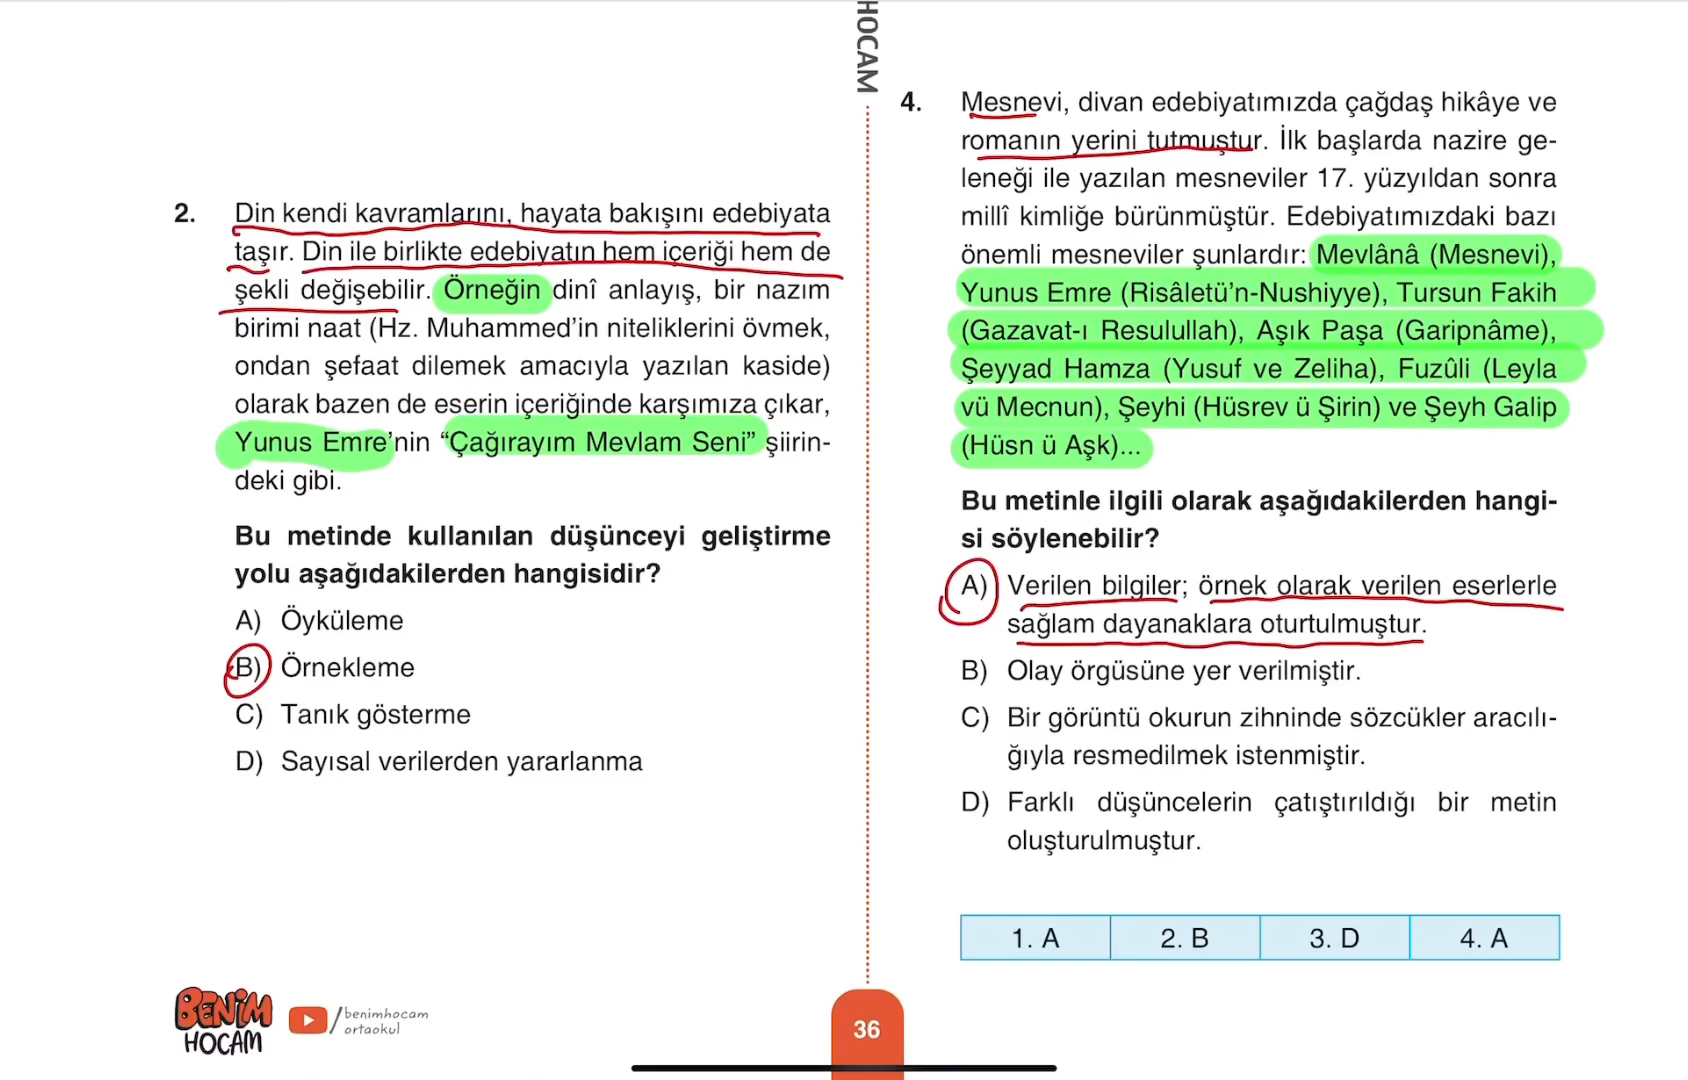 HOCAM
2. Din kendi kavramlarını, hayata bakışını edebiyata
taşır. Din ile birlikte edebiyatın hem içeriği hem de
şekli değişebilir. Örneğin dinî anlayış, bir nazım
birimi naat (Hz. Muhammed’in niteliklerini övmek,
ondan şefaat dilemek amacıyla yazılan kaside)
olarak bazen de eserin içeriğinde karşımıza çıkar,
Yunus Emre’nin “Çağırayım Mevlam Seni” şiirin-
deki gibi.
Bu metinde kullanılan düşünceyi geliştirme
yolu aşağıdakilerden hangisidir?
A) Öyküleme
B) Örnekleme
C) Tanık gösterme
D) Sayısal verilerden yararlanma
4. Mesnevi, divan edebiyatımızda çağdaş hikâye ve
romanın yerini tutmuştur. İlk başlarda nazire ge-
leneği ile yazılan mesneviler 17. yüzyıldan sonra
millî kimliğe bürünmüştür. Edebiyatımızdaki bazı
önemli mesneviler şunlardır: Mevlânâ (Mesnevi),
Yunus Emre (Risâletü’n-Nushiyye), Tursun Fakih
(Gazavat-ı Resulullah), Aşık Paşa (Garipnâme),
Şeyyad Hamza (Yusuf ve Zeliha), Fuzûli (Leyla
vü Mecnun), Şeyhi (Hüsrev ü Şirin) ve Şeyh Galip
(Hüsn ü Aşk)...
Bu metinle ilgili olarak aşağıdakilerden hangi-
si söylenebilir?
A) Verilen bilgiler; örnek olarak verilen eserlerle
sağlam dayanaklara oturtulmuştur.
B) Olay örgüsüne yer verilmiştir.
C) Bir görüntü okurun zihninde sözcükler aracılı-
ğıyla resmedilmek istenmiştir.
D) Farklı düşüncelerin çatıştırıldığı bir metin
oluşturulmuştur.
1. A 2. B 3. D 4. A
BENİM
HOCAM
/benimhocam
ortaokul
36